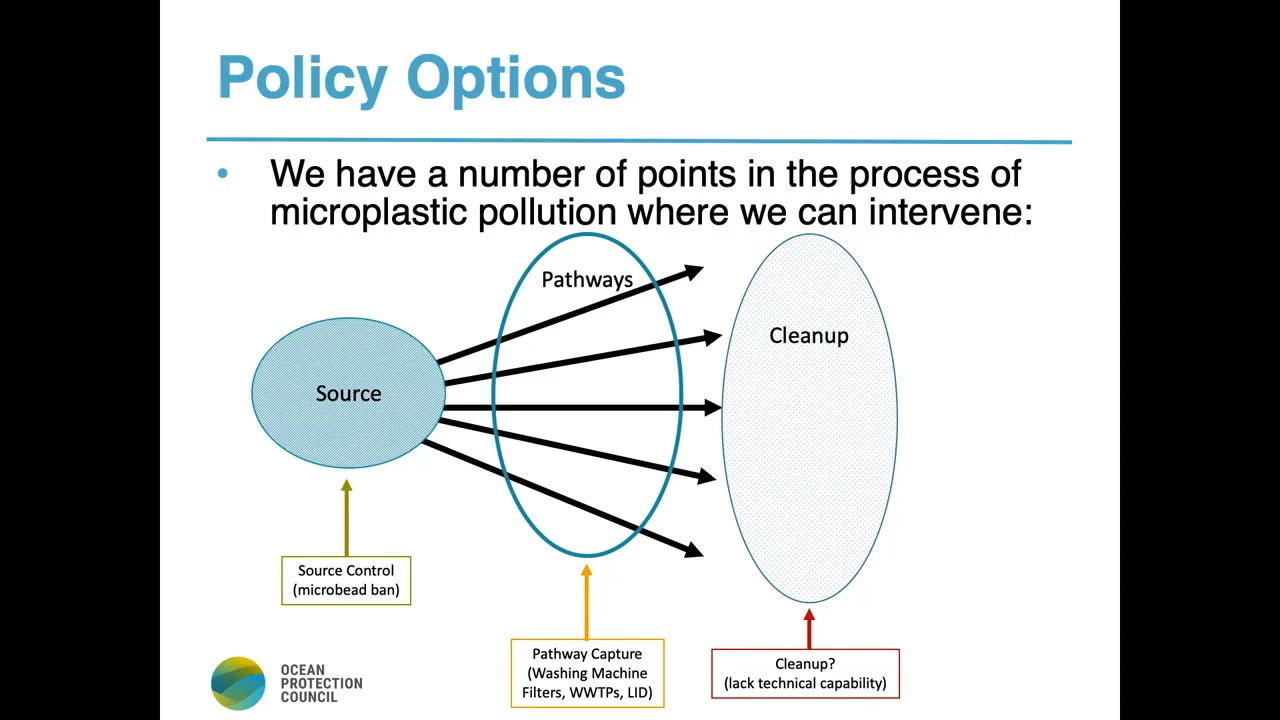 Policy Options
• We have a number of points in the process of
microplastic pollution where we can intervene:
Pathways
Cleanup
Source
Source Control
(microbead ban)
Pathway Capture
(Washing Machine
Filters, WWTPs, LID)
Cleanup?
(lack technical capability)
OCEAN
PROTECTION
COUNCIL